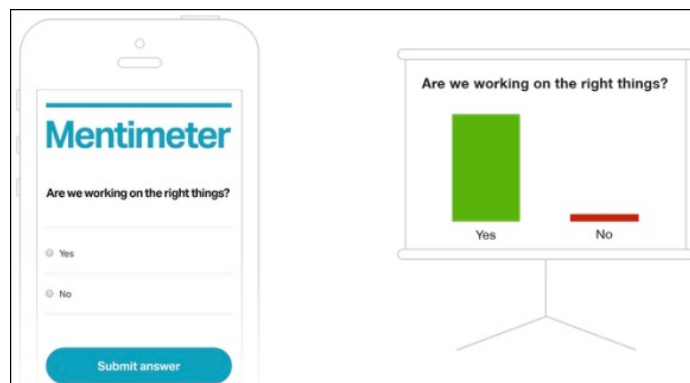 Mentimeter
Are we working on the right things?
Yes
No
Submit answer
Are we working on the right things?
Yes
No